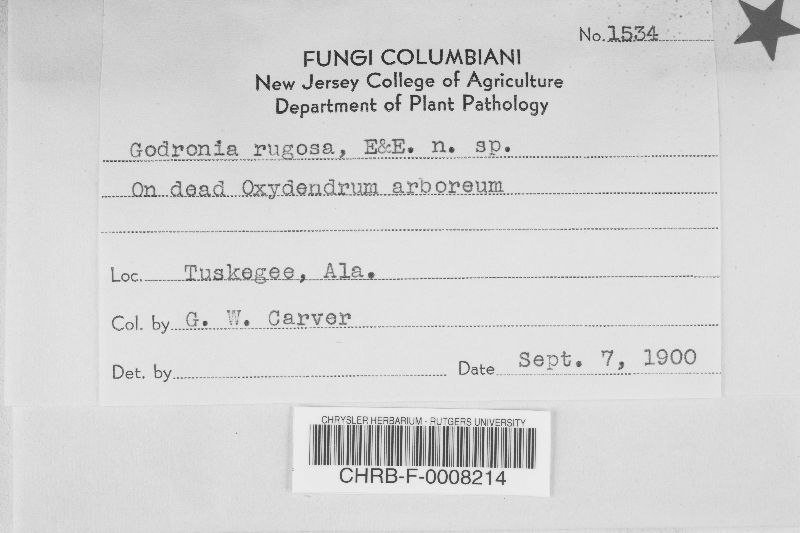 No. 1534
FUNGI COLUMBIANI
New Jersey College of Agriculture
Department of Plant Pathology
Godronia rugosa, E&E. n. sp.
On dead Oxydendrum arboreum
Loc. Tuskegee, Ala.
Col. by G. W. Carver
Det. by Date Sept. 7, 1900
CHRYSLER HERBARIUM - RUTGERS UNIVERSITY
CHRB-F-0008214